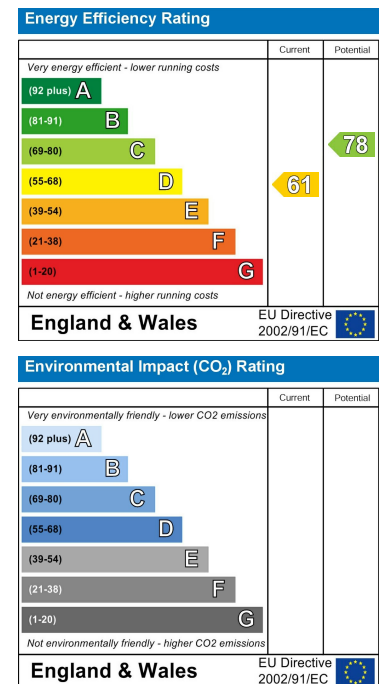 Energy Efficiency Rating
Current Potential
Very energy efficient - lower running costs
(92 plus) A
(81-91) B
(69-80) C
(55-68) D
(39-54) E
(21-38) F
(1-20) G
61
78
Not energy efficient - higher running costs
England & Wales
EU Directive
2002/91/EC
Environmental Impact (CO₂) Rating
Current Potential
Very environmentally friendly - lower CO2 emissions
(92 plus) A
(81-91) B
(69-80) C
(55-68) D
(39-54) E
(21-38) F
(1-20) G
Not environmentally friendly - higher CO2 emissions
England & Wales
EU Directive
2002/91/EC